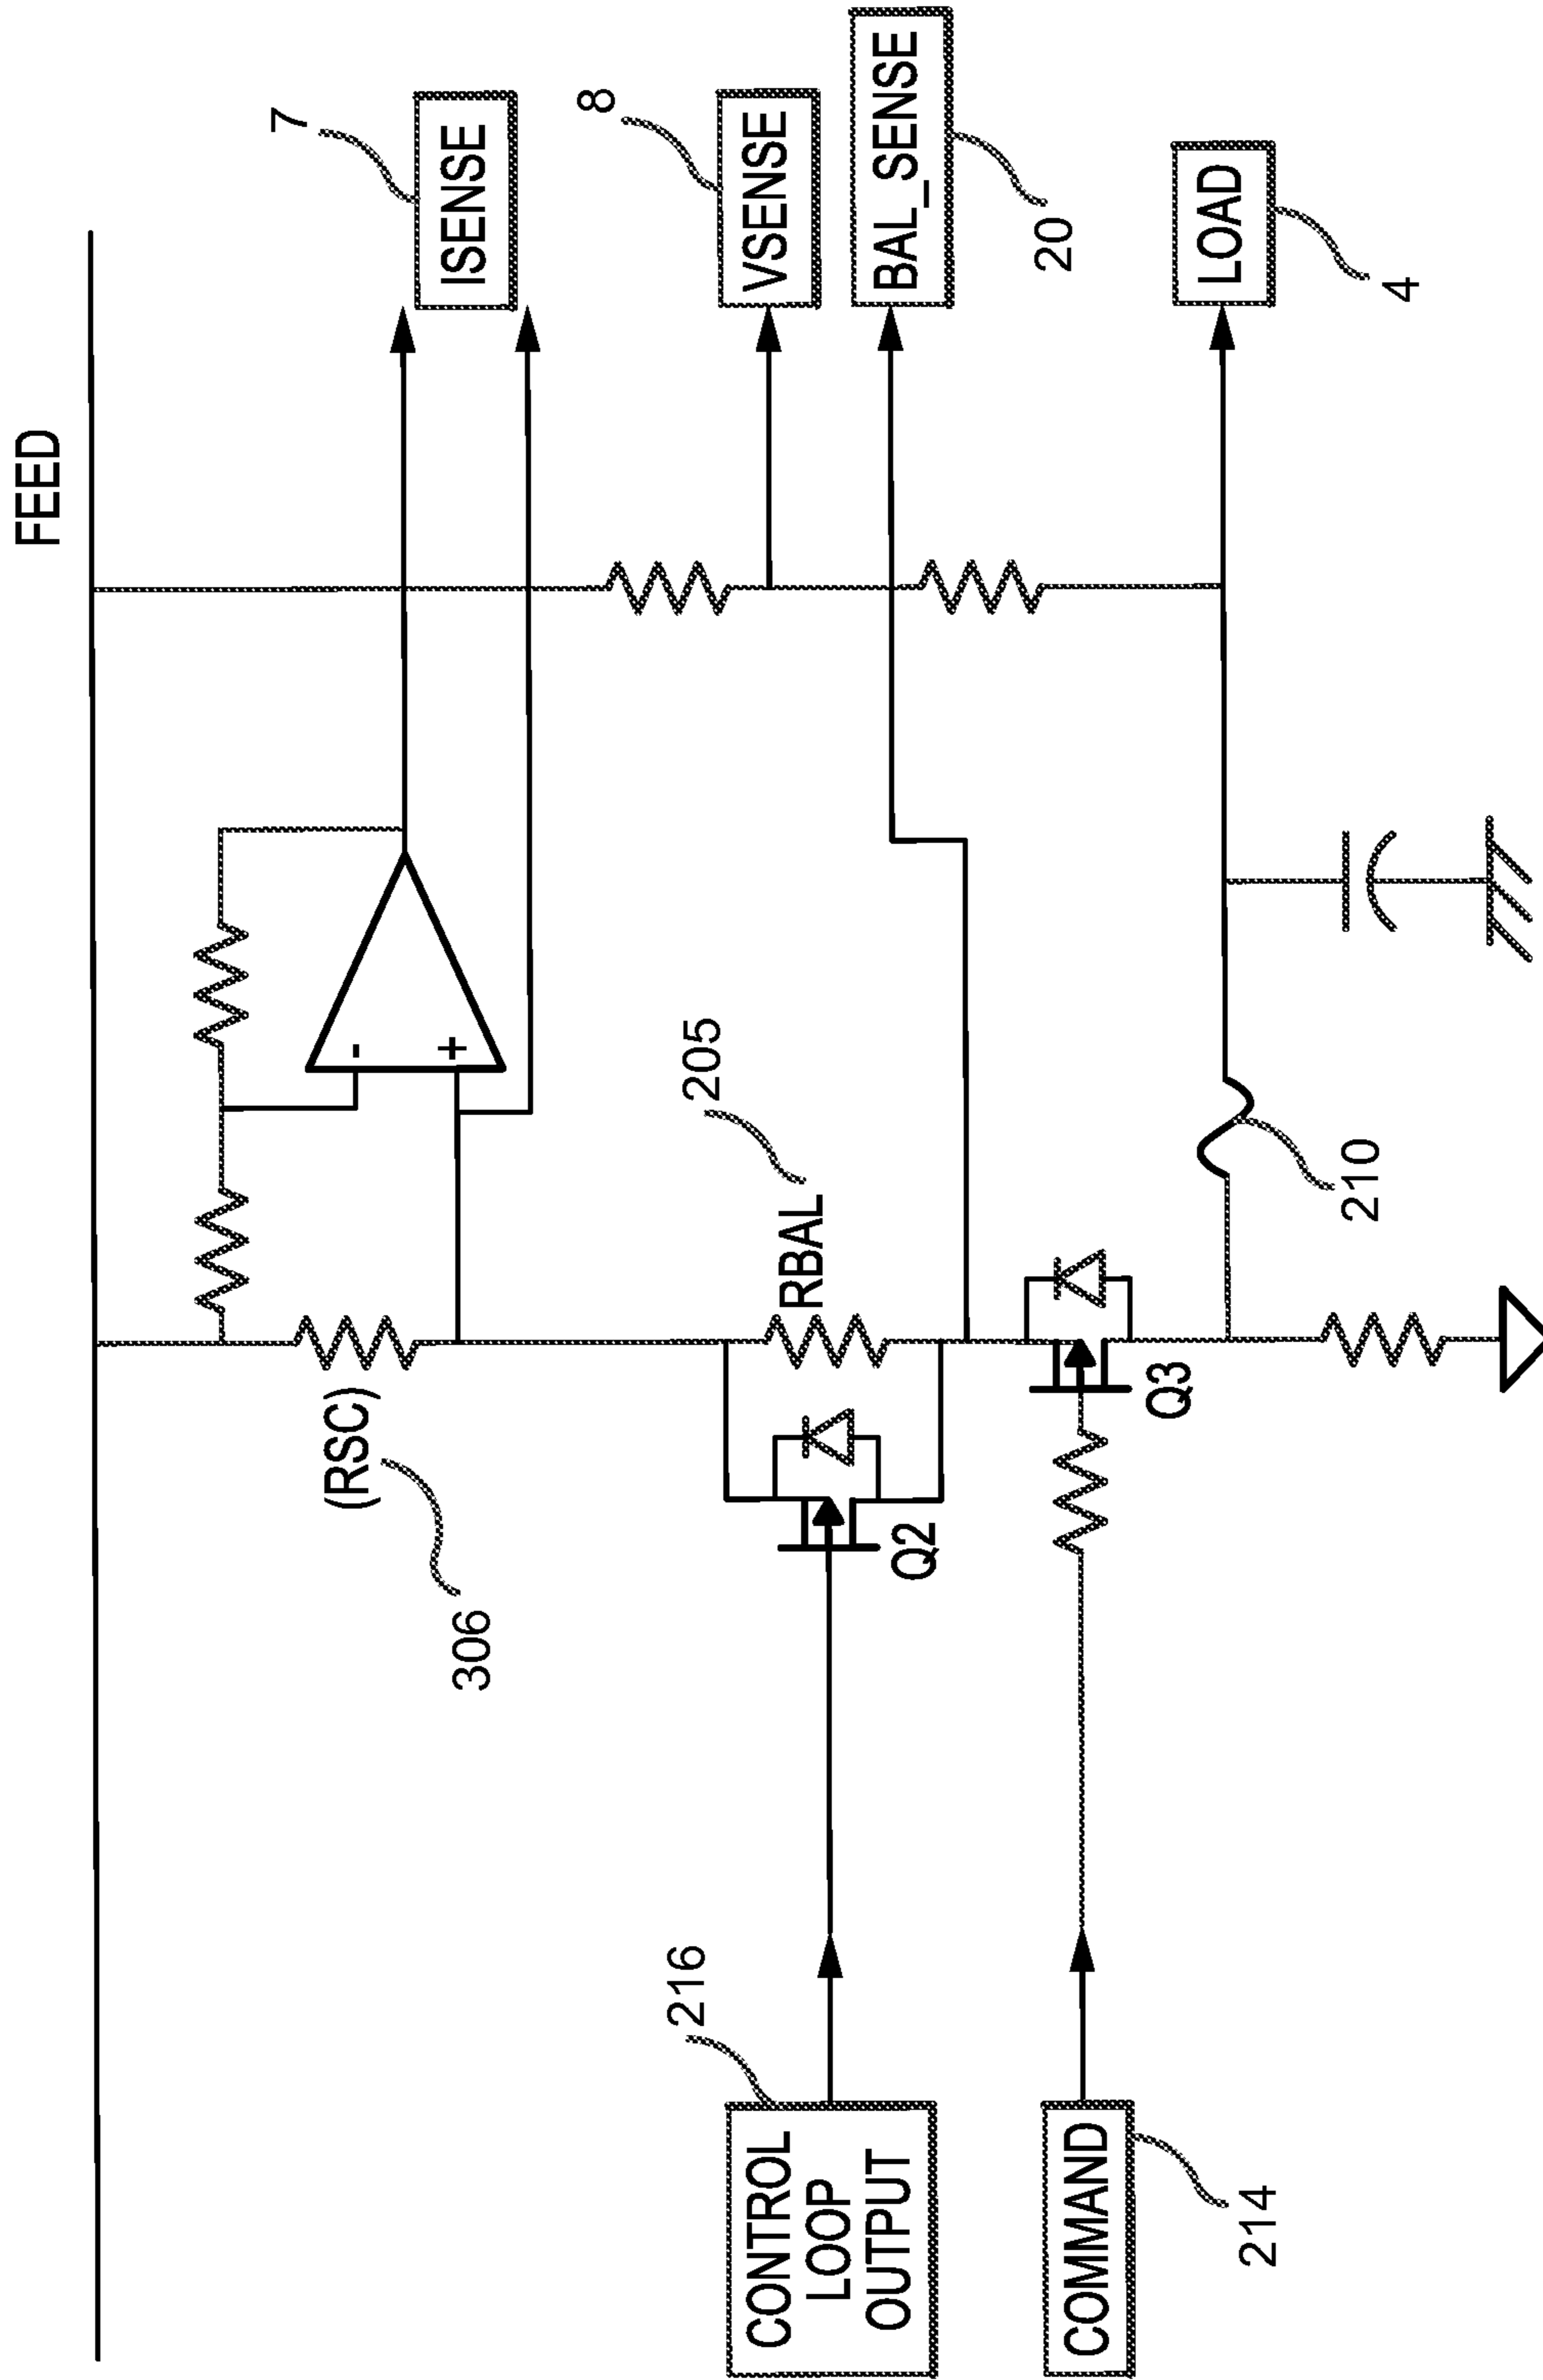 FEED
7
ISENSE
8
VSENSE
BAL_SENSE
20
LOAD
4
-
+
(RSC)
306
205
RBAL
Q2
Q3
210
216
CONTROL
LOOP
OUTPUT
COMMAND
214